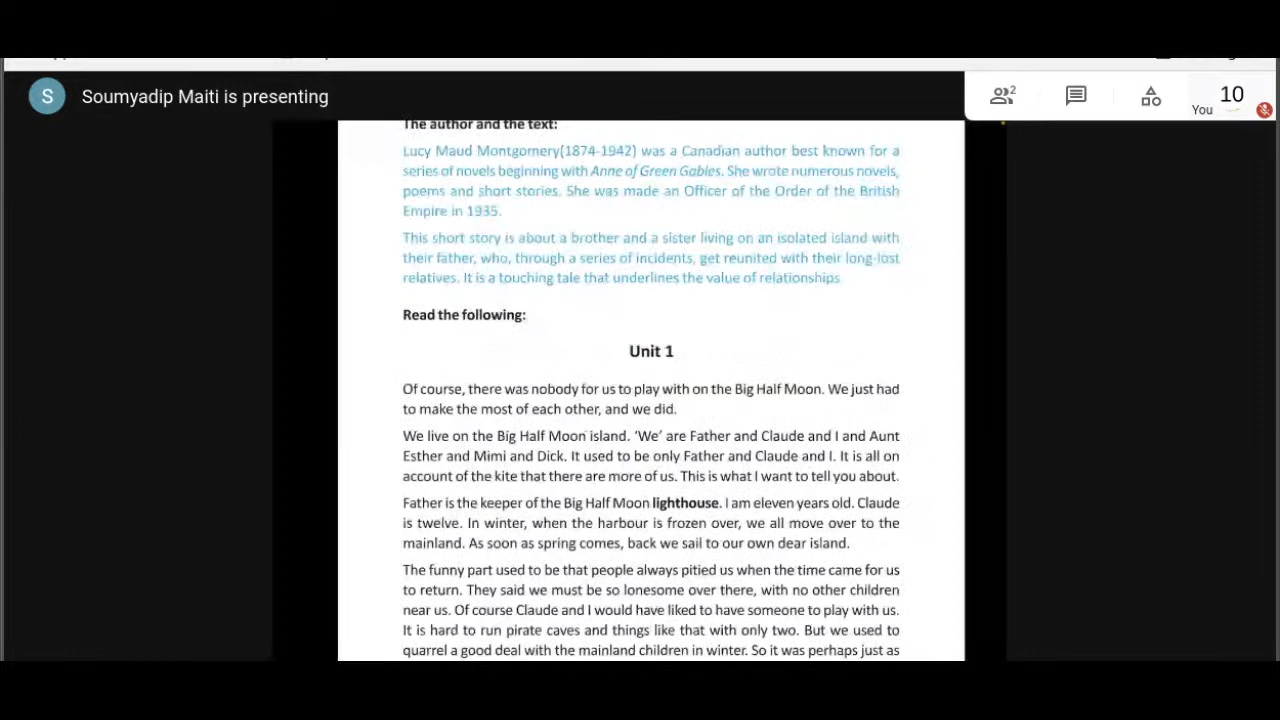 S
Soumyadip Maiti is presenting
2
10
You
The author and the text:
Lucy Maud Montgomery(1874-1942) was a Canadian author best known for a
series of novels beginning with Anne of Green Gables. She wrote numerous novels,
poems and short stories. She was made an Officer of the Order of the British
Empire in 1935.
This short story is about a brother and a sister living on an isolated island with
their father, who, through a series of incidents, get reunited with their long-lost
relatives. It is a touching tale that underlines the value of relationships
Read the following:
Unit 1
Of course, there was nobody for us to play with on the Big Half Moon. We just had
to make the most of each other, and we did.
We live on the Big Half Moon island. ‘We’ are Father and Claude and I and Aunt
Esther and Mimi and Dick. It used to be only Father and Claude and I. It is all on
account of the kite that there are more of us. This is what I want to tell you about.
Father is the keeper of the Big Half Moon lighthouse. I am eleven years old. Claude
is twelve. In winter, when the harbour is frozen over, we all move over to the
mainland. As soon as spring comes, back we sail to our own dear island.
The funny part used to be that people always pitied us when the time came for us
to return. They said we must be so lonesome over there, with no other children
near us. Of course Claude and I would have liked to have someone to play with us.
It is hard to run pirate caves and things like that with only two. But we used to
quarrel a good deal with the mainland children in winter. So it was perhaps just as